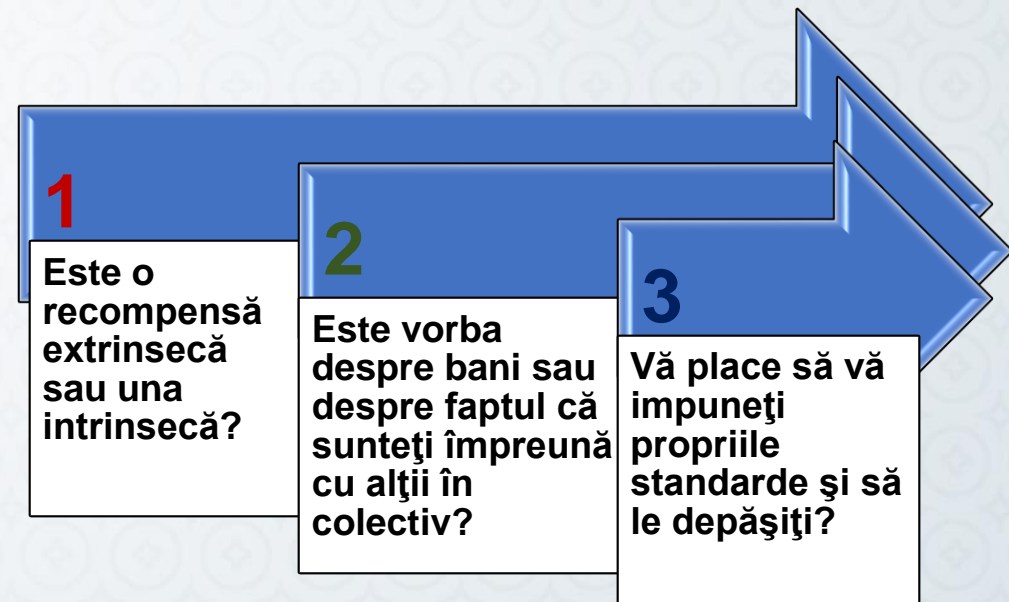 1
Este o
recompensă
extrinsecă
sau una
intrinsecă?
2
Este vorba
despre bani sau
despre faptul că
sunteţi împreună
cu alţii în
colectiv?
3
Vă place să vă
impuneţi
propriile
standarde şi să
le depăşiţi?